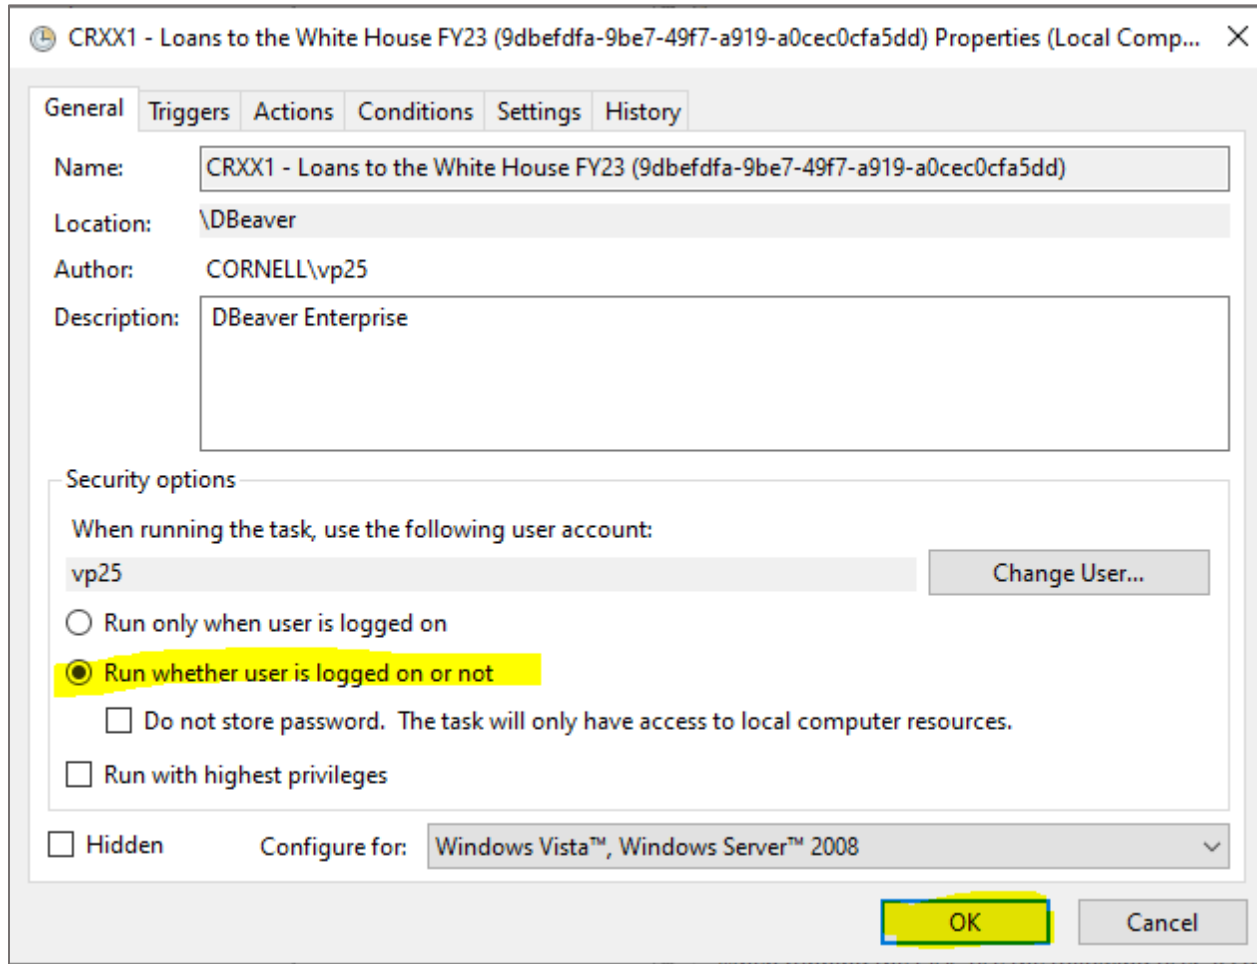 CRXX1 - Loans to the White House FY23 (9dbefdfa-9be7-49f7-a919-a0cec0cfa5dd) Properties (Local Comp...
General Triggers Actions Conditions Settings History
Name: CRXX1 - Loans to the White House FY23 (9dbefdfa-9be7-49f7-a919-a0cec0cfa5dd)
Location: \DBeaver
Author: CORNELL\vp25
Description: DBeaver Enterprise
Security options
When running the task, use the following user account:
vp25 Change User...
Run only when user is logged on
Run whether user is logged on or not
Do not store password. The task will only have access to local computer resources.
Run with highest privileges
Hidden Configure for: Windows Vista™, Windows Server™ 2008
OK Cancel